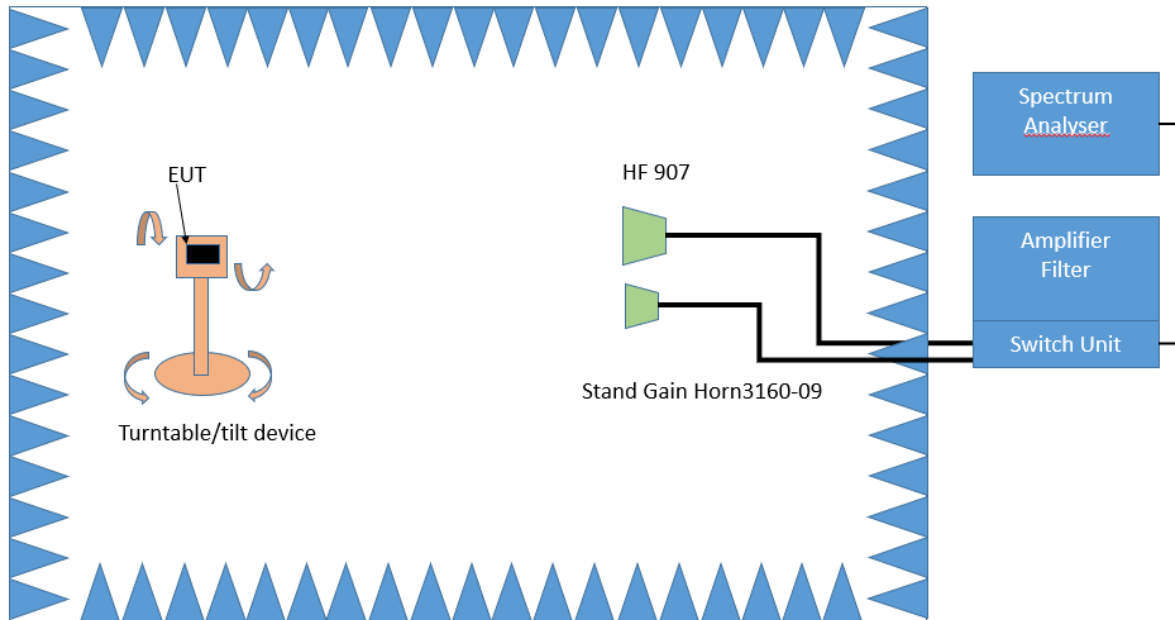 Spectrum
Analyser
EUT
HF 907
Amplifier
Filter
Switch Unit
Stand Gain Horn3160-09
Turntable/tilt device